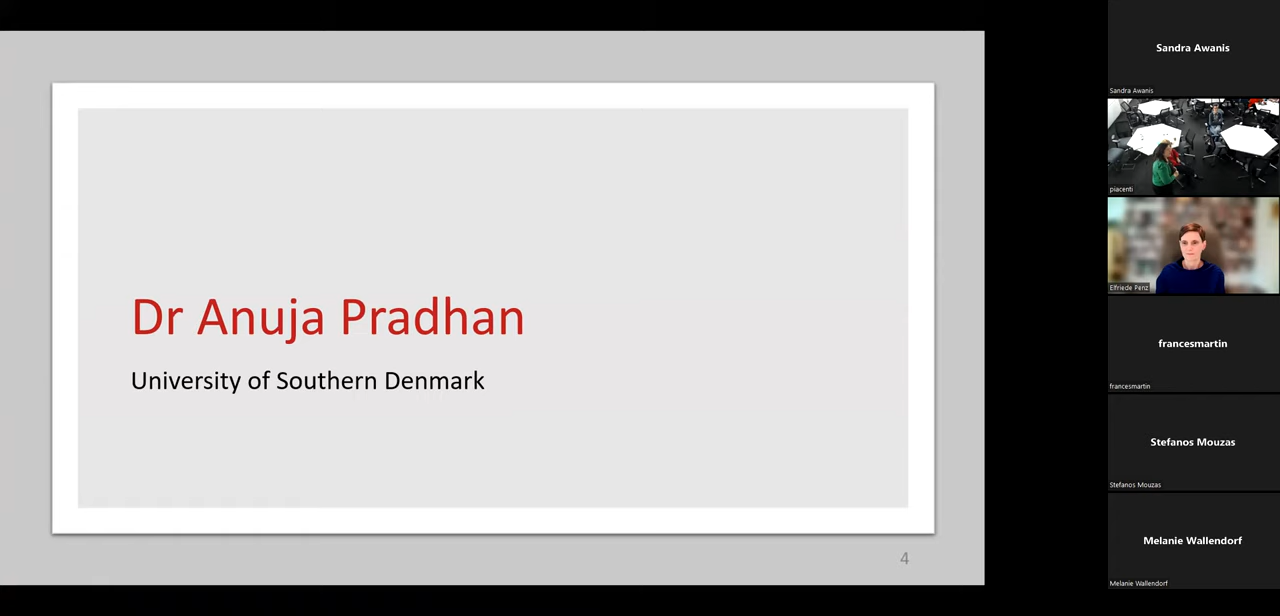 Dr Anuja Pradhan
University of Southern Denmark
4
Sandra Awanis
Sandra Awanis
piacenti
Elfriede Penz
francesmartin
francesmartin
Stefanos Mouzas
Stefanos Mouzas
Melanie Wallendorf
Melanie Wallendorf